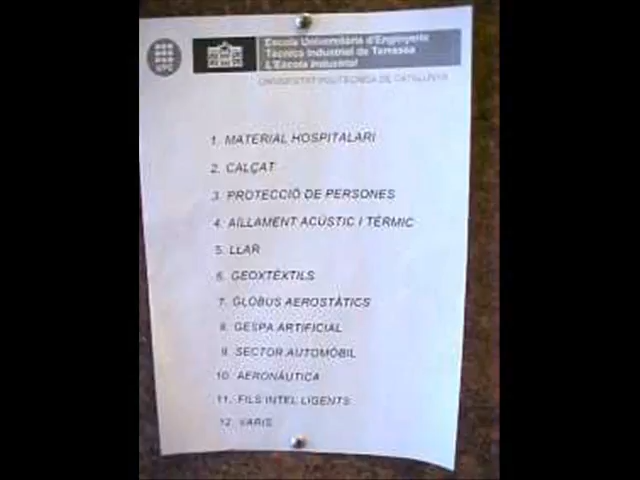 UPC
Escola Universitària d'Enginyeria
Tècnica Industrial de Terrassa
L'Escola Industrial
UNIVERSITAT POLITÈCNICA DE CATALUNYA
1. MATERIAL HOSPITALARI
2. CALÇAT
3. PROTECCIÓ DE PERSONES
4. AÏLLAMENT ACÚSTIC I TÈRMIC
5. LLAR
6. GEOXTÈXTILS
7. GLOBUS AEROSTÀTICS
8. GESPA ARTIFICIAL
9. SECTOR AUTOMÒBIL
10. AERONÀUTICA
11. FILS INTEL·LIGENTS
12. VARIS